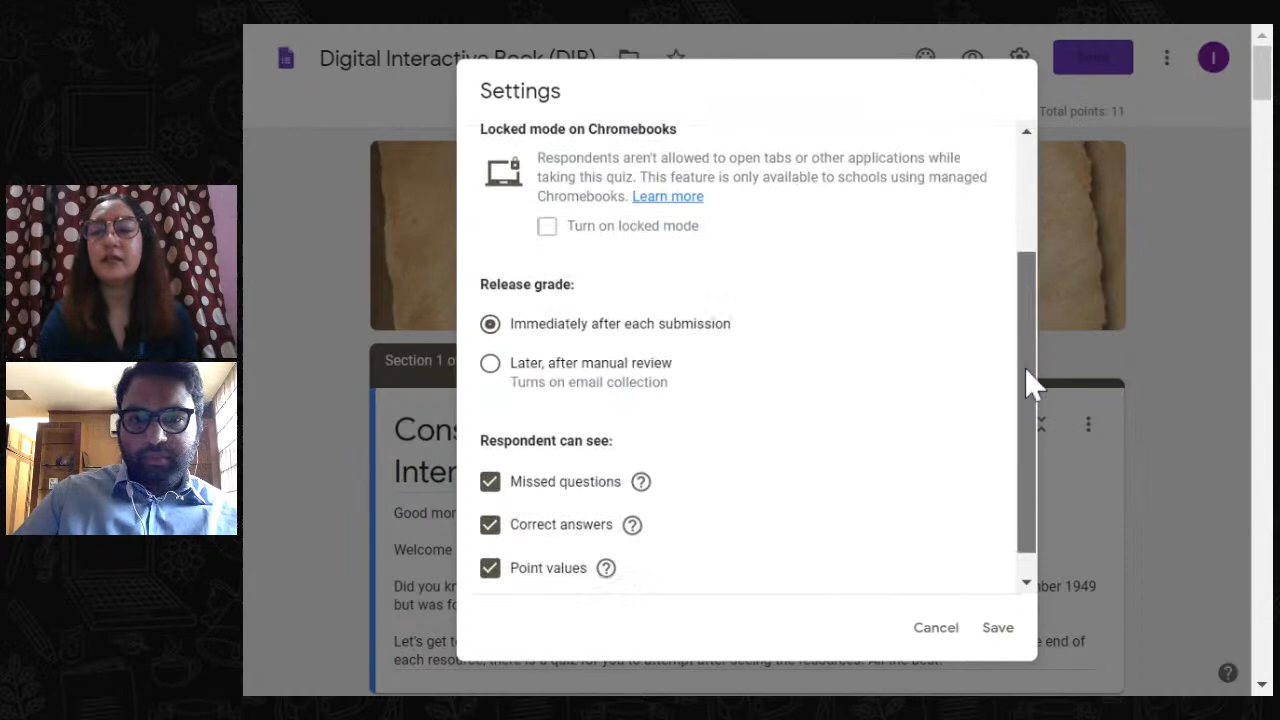 Digital Interactive Book (DIB)
I
Total points: 11
Settings
Locked mode on Chromebooks
Respondents aren't allowed to open tabs or other applications while
taking this quiz. This feature is only available to schools using managed
Chromebooks. Learn more
Turn on locked mode
Release grade:
Immediately after each submission
Later, after manual review
Turns on email collection
Respondent can see:
Missed questions
Correct answers
Point values
Cancel Save
Section 1 o
Cons
Inter
Good mor
Welcome
Did you kn ber 1949
but was fo
Let's get t e end of
each resource, there is a quiz for you to attempt after seeing the resources. All the best!